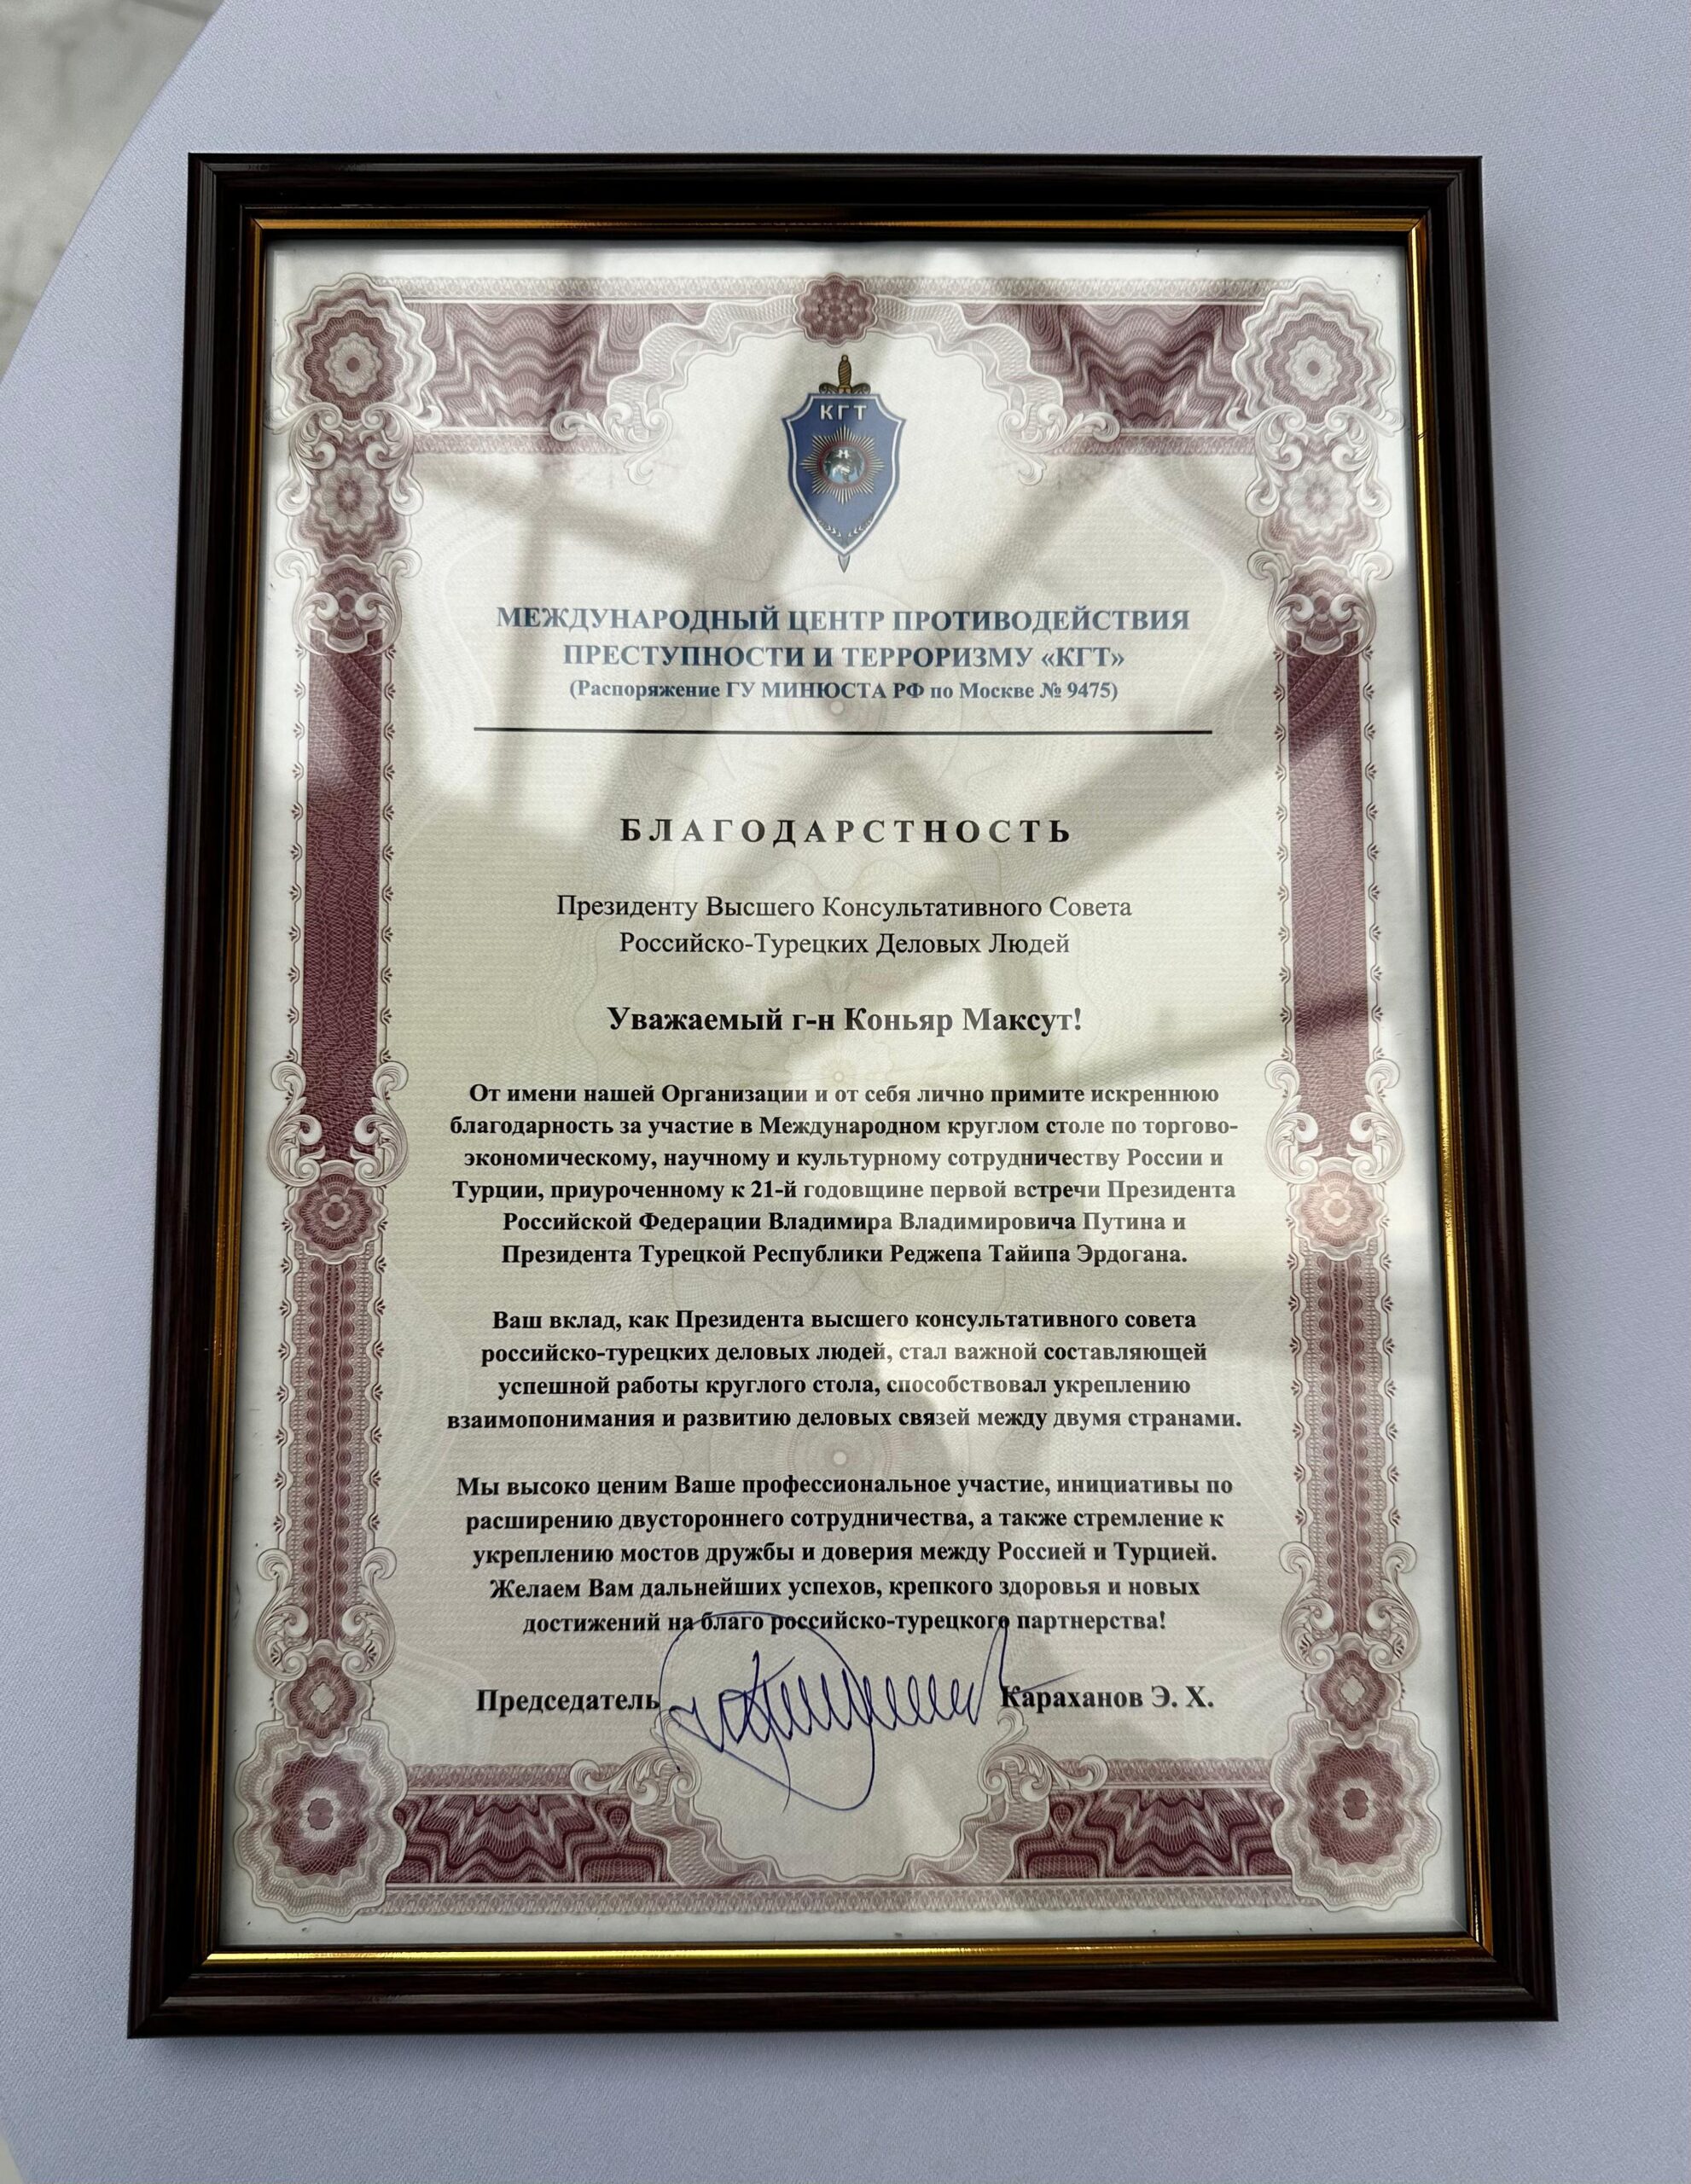 КГТ
МЕЖДУНАРОДНЫЙ ЦЕНТР ПРОТИВОДЕЙСТВИЯ
ПРЕСТУПНОСТИ И ТЕРРОРИЗМУ «КГТ»
(Распоряжение ГУ МИНЮСТА РФ по Москве № 9475)
БЛАГОДАРСТНОСТЬ
Президенту Высшего Консультативного Совета
Российско-Турецких Деловых Людей
Уважаемый г-н Коньяр Максут!
От имени нашей Организации и от себя лично примите искреннюю
благодарность за участие в Международном круглом столе по торгово-
экономическому, научному и культурному сотрудничеству России и
Турции, приуроченному к 21-й годовщине первой встречи Президента
Российской Федерации Владимира Владимировича Путина и
Президента Турецкой Республики Реджепа Тайипа Эрдогана.
Ваш вклад, как Президента высшего консультативного совета
российско-турецких деловых людей, стал важной составляющей
успешной работы круглого стола, способствовал укреплению
взаимопонимания и развитию деловых связей между двумя странами.
Мы высоко ценим Ваше профессиональное участие, инициативы по
расширению двустороннего сотрудничества, а также стремление к
укреплению мостов дружбы и доверия между Россией и Турцией.
Желаем Вам дальнейших успехов, крепкого здоровья и новых
достижений на благо российско-турецкого партнерства!
Председатель Караханов Э. Х.